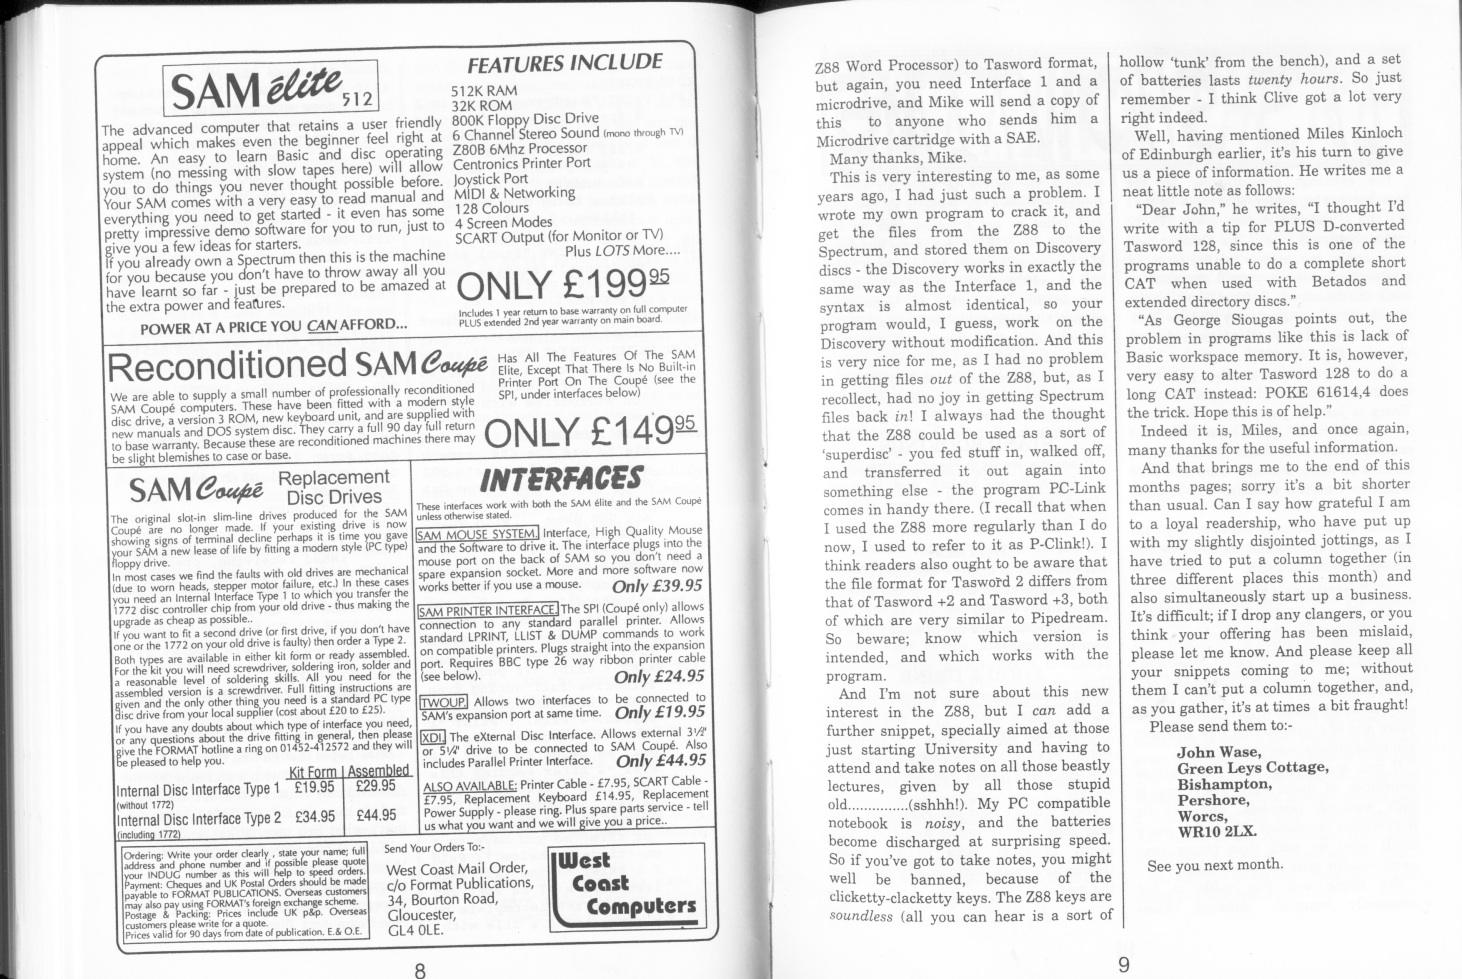 SAM élite 512
The advanced computer that retains a user friendly
appeal which makes even the beginner feel right at
home. An easy to learn Basic and disc operating
system (no messing with slow tapes here) will allow
you to do things you never thought possible before.
Your SAM comes with a very easy to read manual and
everything you need to get started - it even has some
pretty impressive demo software for you to run, just to
give you a few ideas for starters.
If you already own a Spectrum then this is the machine
for you because you don't have to throw away all you
have learnt so far - just be prepared to be amazed at
the extra power and features.
POWER AT A PRICE YOU CAN AFFORD...
FEATURES INCLUDE
512K RAM
32K ROM
800K Floppy Disc Drive
6 Channel Stereo Sound (mono through TV)
Z80B 6Mhz Processor
Centronics Printer Port
Joystick Port
MIDI & Networking
128 Colours
4 Screen Modes
SCART Output (for Monitor or TV)
Plus LOTS More....
ONLY £199 95
Includes 1 year return to base warranty on full computer
PLUS extended 2nd year warranty on main board.
Reconditioned SAM Coupé
We are able to supply a small number of professionally reconditioned
SAM Coupé computers. These have been fitted with a modern style
disc drive, a version 3 ROM, new keyboard unit, and are supplied with
new manuals and DOS system disc. They carry a full 90 day full return
to base warranty. Because these are reconditioned machines there may
be slight blemishes to case or base.
Has All The Features Of The SAM
Elite, Except That There Is No Built-in
Printer Port On The Coupé (see the
SPI, under interfaces below)
ONLY £149 95
SAM Coupé Replacement
Disc Drives
The original slot-in slim-line drives produced for the SAM
Coupé are no longer made. If your existing drive is now
showing signs of terminal decline perhaps it is time you gave
your SAM a new lease of life by fitting a modern style (PC type)
floppy drive.
In most cases we find the faults with old drives are mechanical
(due to worn heads, stepper motor failure, etc.) In these cases
you need an Internal Interface Type 1 to which you transfer the
1772 disc controller chip from your old drive - thus making the
upgrade as cheap as possible..
If you want to fit a second drive (or first drive, if you don't have
one or the 1772 on your old drive is faulty) then order a Type 2.
Both types are available in either kit form or ready assembled.
For the kit you will need screwdriver, soldering iron, solder and
a reasonable level of soldering skills. All you need for the
assembled version is a screwdriver. Full fitting instructions are
given and the only other thing you need is a standard PC type
disc drive from your local supplier (cost about £20 to £25).
If you have any doubts about which type of interface you need,
or any questions about the drive fitting in general, then please
give the FORMAT hotline a ring on 01452-412572 and they will
be pleased to help you.
Kit Form Assembled
Internal Disc Interface Type 1 £19.95 £29.95
(without 1772)
Internal Disc Interface Type 2 £34.95 £44.95
(including 1772)
INTERFACES
These interfaces work with both the SAM élite and the SAM Coupé
unless otherwise stated.
SAM MOUSE SYSTEM. Interface, High Quality Mouse
and the Software to drive it. The interface plugs into the
mouse port on the back of SAM so you don't need a
spare expansion socket. More and more software now
works better if you use a mouse. Only £39.95
SAM PRINTER INTERFACE. The SPI (Coupé only) allows
connection to any standard parallel printer. Allows
standard LPRINT, LLIST & DUMP commands to work
on compatible printers. Plugs straight into the expansion
port. Requires BBC type 26 way ribbon printer cable
(see below). Only £24.95
TWOUP. Allows two interfaces to be connected to
SAM's expansion port at same time. Only £19.95
XDI. The eXternal Disc Interface. Allows external 3½"
or 5¼" drive to be connected to SAM Coupé. Also
includes Parallel Printer Interface. Only £44.95
ALSO AVAILABLE: Printer Cable - £7.95, SCART Cable -
£7.95, Replacement Keyboard £14.95, Replacement
Power Supply - please ring. Plus spare parts service - tell
us what you want and we will give you a price..
Ordering: Write your order clearly , state your name; full
address and phone number and if possible please quote
your INDUG number as this will help to speed orders.
Payment: Cheques and UK Postal Orders should be made
payable to FORMAT PUBLICATIONS. Overseas customers
may also pay using FORMAT's foreign exchange scheme.
Postage & Packing: Prices include UK p&p. Overseas
customers please write for a quote.
Prices valid for 90 days from date of publication. E.& O.E.
Send Your Orders To:-
West Coast Mail Order,
c/o Format Publications,
34, Bourton Road,
Gloucester,
GL4 0LE.
West
Coast
Computers
8
Z88 Word Processor) to Tasword format,
but again, you need Interface 1 and a
microdrive, and Mike will send a copy of
this to anyone who sends him a
Microdrive cartridge with a SAE.
Many thanks, Mike.
This is very interesting to me, as some
years ago, I had just such a problem. I
wrote my own program to crack it, and
get the files from the Z88 to the
Spectrum, and stored them on Discovery
discs - the Discovery works in exactly the
same way as the Interface 1, and the
syntax is almost identical, so your
program would, I guess, work on the
Discovery without modification. And this
is very nice for me, as I had no problem
in getting files out of the Z88, but, as I
recollect, had no joy in getting Spectrum
files back in! I always had the thought
that the Z88 could be used as a sort of
'superdisc' - you fed stuff in, walked off,
and transferred it out again into
something else - the program PC-Link
comes in handy there. (I recall that when
I used the Z88 more regularly than I do
now, I used to refer to it as P-Clink!). I
think readers also ought to be aware that
the file format for Tasword 2 differs from
that of Tasword +2 and Tasword +3, both
of which are very similar to Pipedream.
So beware; know which version is
intended, and which works with the
program.
And I'm not sure about this new
interest in the Z88, but I can add a
further snippet, specially aimed at those
just starting University and having to
attend and take notes on all those beastly
lectures, given by all those stupid
old...............(sshhh!). My PC compatible
notebook is noisy, and the batteries
become discharged at surprising speed.
So if you've got to take notes, you might
well be banned, because of the
clicketty-clacketty keys. The Z88 keys are
soundless (all you can hear is a sort of
hollow 'tunk' from the bench), and a set
of batteries lasts twenty hours. So just
remember - I think Clive got a lot very
right indeed.
Well, having mentioned Miles Kinloch
of Edinburgh earlier, it's his turn to give
us a piece of information. He writes me a
neat little note as follows:
"Dear John," he writes, "I thought I'd
write with a tip for PLUS D-converted
Tasword 128, since this is one of the
programs unable to do a complete short
CAT when used with Betados and
extended directory discs."
"As George Siougas points out, the
problem in programs like this is lack of
Basic workspace memory. It is, however,
very easy to alter Tasword 128 to do a
long CAT instead: POKE 61614,4 does
the trick. Hope this is of help."
Indeed it is, Miles, and once again,
many thanks for the useful information.
And that brings me to the end of this
months pages; sorry it's a bit shorter
than usual. Can I say how grateful I am
to a loyal readership, who have put up
with my slightly disjointed jottings, as I
have tried to put a column together (in
three different places this month) and
also simultaneously start up a business.
It's difficult; if I drop any clangers, or you
think your offering has been mislaid,
please let me know. And please keep all
your snippets coming to me; without
them I can't put a column together, and,
as you gather, it's at times a bit fraught!
Please send them to:-
John Wase,
Green Leys Cottage,
Bishampton,
Pershore,
Worcs,
WR10 2LX.
See you next month.
9